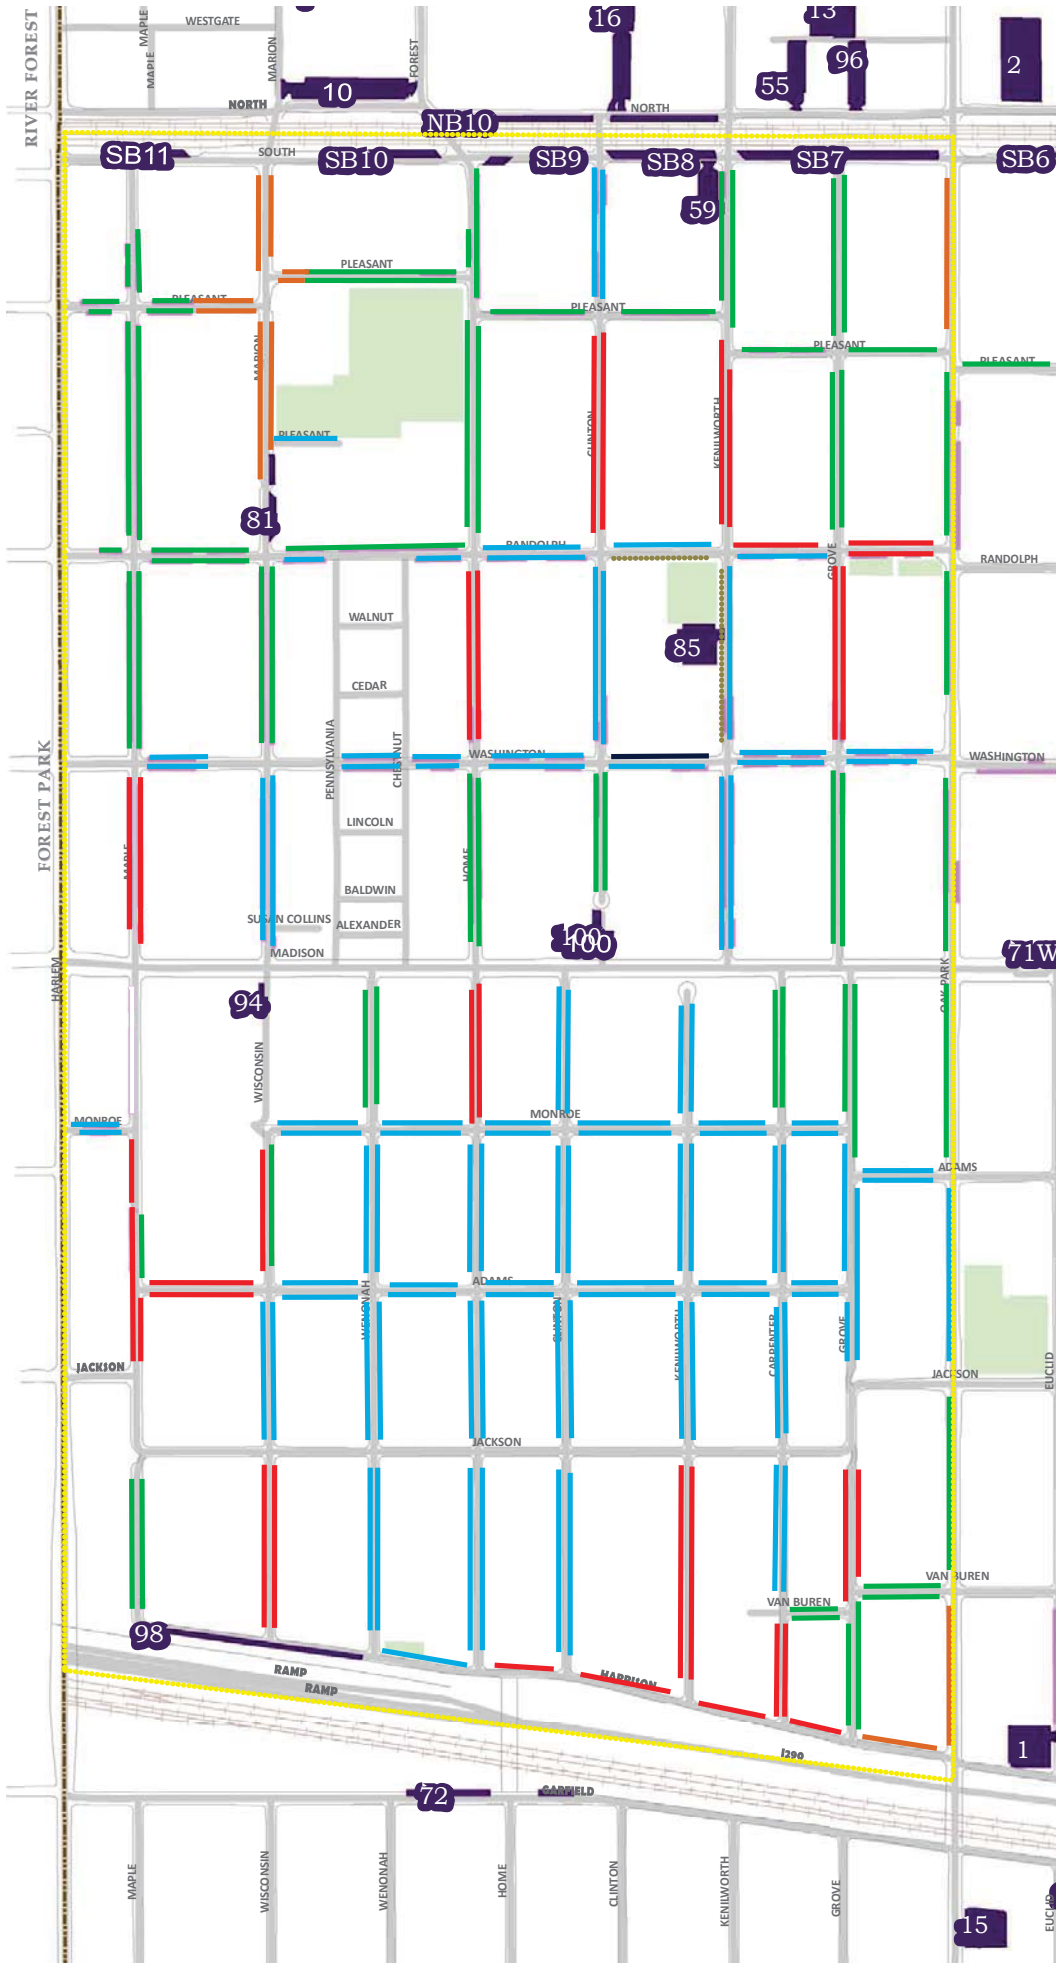 16
13
WESTGATE
MAPLE
RIVER FOREST
MAPLE
MARION
FOREST
55
96
2
10
NORTH
NORTH
NB10
SB11
SOUTH
SB10
SB9
SB8
SB7
SB6
59
PLEASANT
PLEASANT
PLEASANT
MARION
PLEASANT
PLEASANT
PLEASANT
CLINTON
KENILWORTH
81
RANDOLPH
GROVE
RANDOLPH
WALNUT
85
CEDAR
PENNSYLVANIA
CHESTNUT
WASHINGTON
WASHINGTON
FOREST PARK
LINCOLN
MAPLE
HOME
BALDWIN
SUSAN COLLINS
ALEXANDER
100
100
MADISON
71W
HARLEM
OAK PARK
94
WISCONSIN
MONROE
MONROE
ADAMS
ADAMS
WENONAH
CLINTON
KENILWORTH
CARPENTER
GROVE
JACKSON
JACKSON
EUCLID
JACKSON
VAN BUREN
VAN BUREN
98
RAMP
HARRISON
RAMP
I290
1
72
GARFIELD
MAPLE
WISCONSIN
WENONAH
HOME
CLINTON
KENILWORTH
GROVE
15
EUCLID